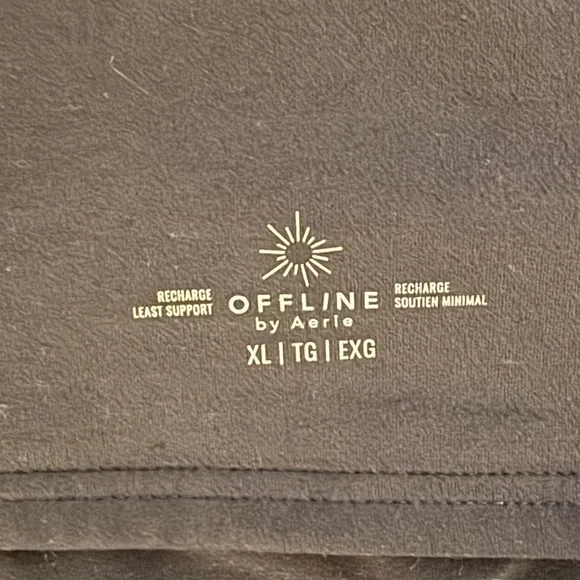 RECHARGE
LEAST SUPPORT
OFFLINE
by Aerie
RECHARGE
SOUTIEN MINIMAL
XL | TG | EXG